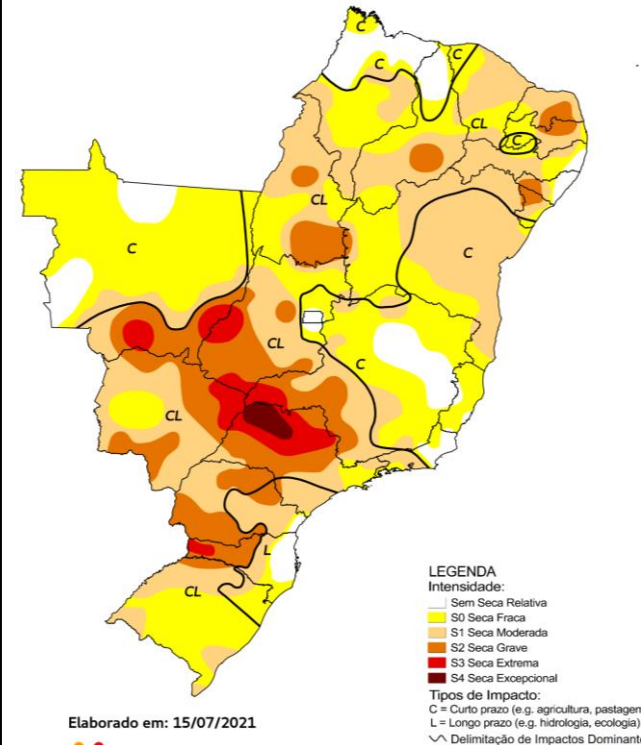 C
C
C
CL
C
C
CL
C
CL
C
CL
L
CL
LEGENDA
Intensidade:
Sem Seca Relativa
S0 Seca Fraca
S1 Seca Moderada
S2 Seca Grave
S3 Seca Extrema
S4 Seca Excepcional
Tipos de Impacto:
C = Curto prazo (e.g. agricultura, pastagen
L = Longo prazo (e.g. hidrologia, ecologia)
Delimitação de Impactos Dominante
Elaborado em: 15/07/2021